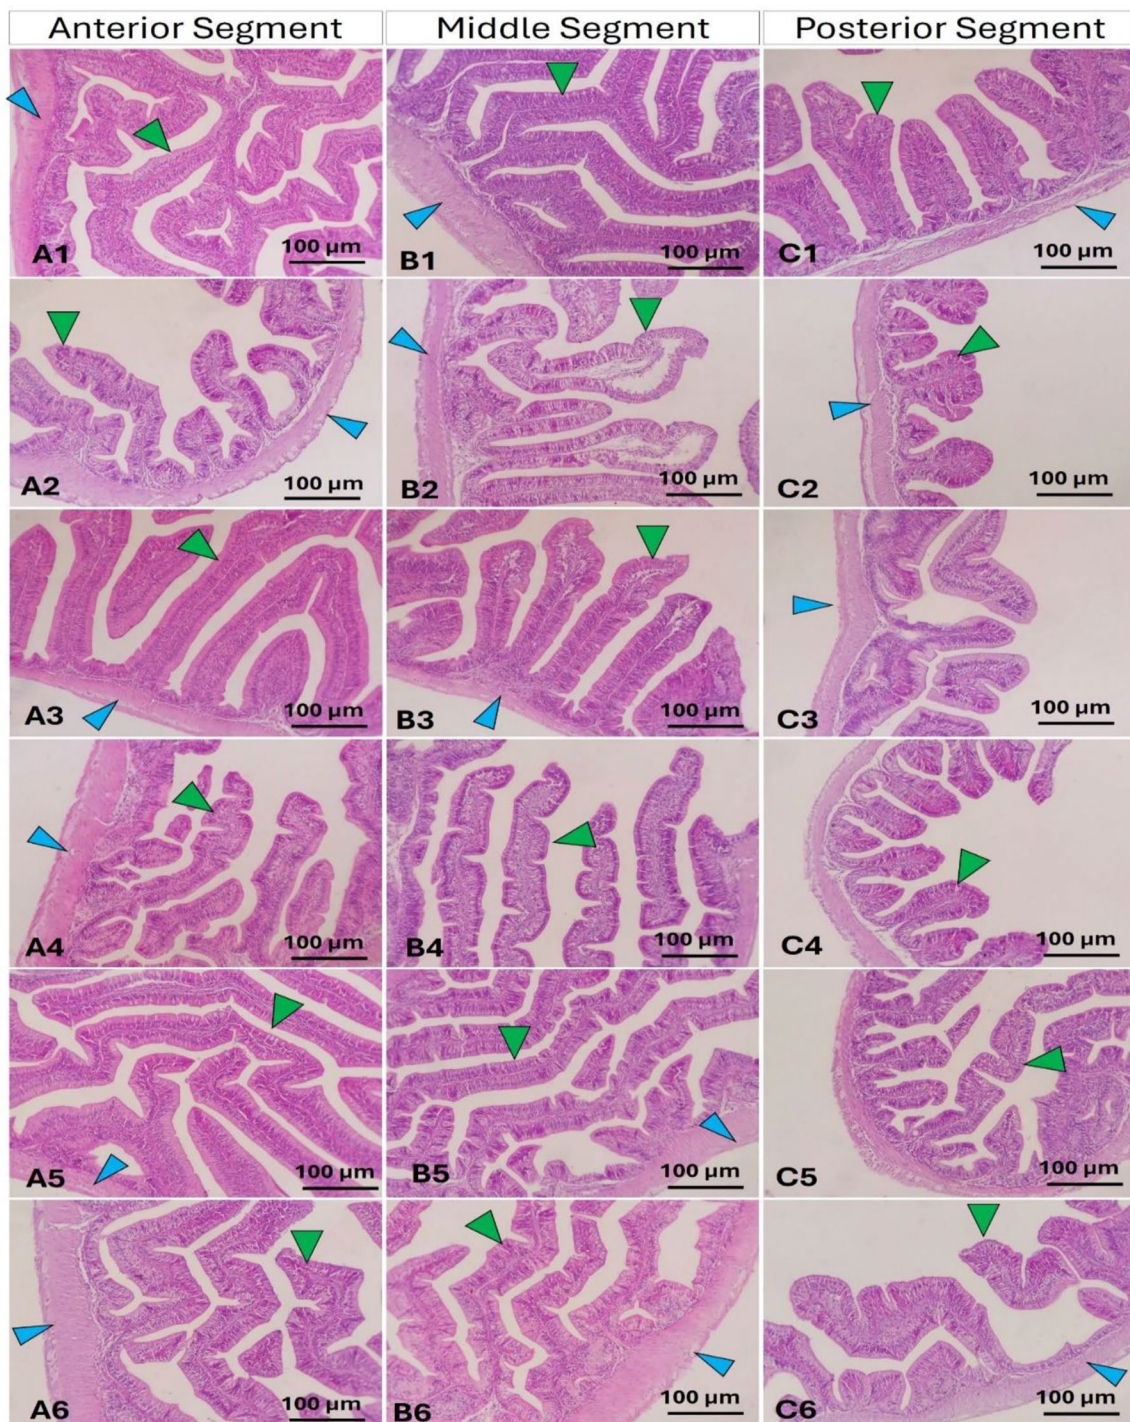 Anterior Segment
Middle Segment
Posterior Segment
A1
100 µm
B1
100 µm
C1
100 µm
A2
100 µm
B2
100 µm
C2
100 µm
A3
100 µm
B3
100 µm
C3
100 µm
A4
100 µm
B4
100 µm
C4
100 µm
A5
100 µm
B5
100 µm
C5
100 µm
A6
100 µm
B6
100 µm
C6
100 µm